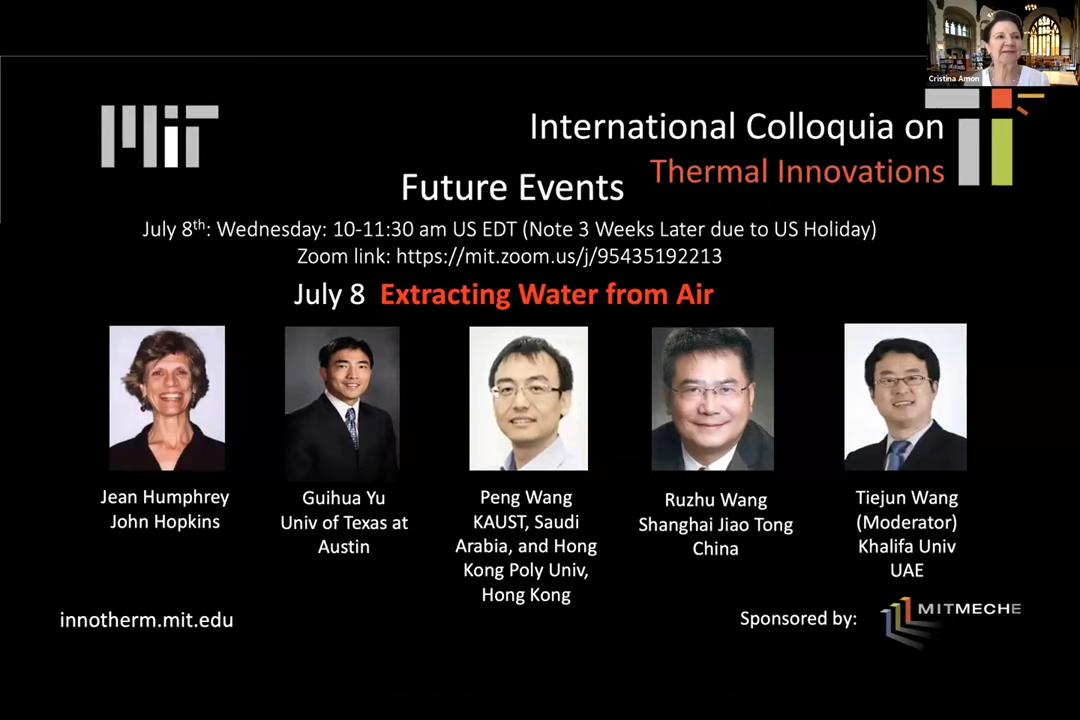 Cristina Amon
MIT
International Colloquia on
Thermal Innovations
Future Events
July 8th: Wednesday: 10-11:30 am US EDT (Note 3 Weeks Later due to US Holiday)
Zoom link: https://mit.zoom.us/j/95435192213
July 8 Extracting Water from Air
Jean Humphrey
John Hopkins
Guihua Yu
Univ of Texas at
Austin
Peng Wang
KAUST, Saudi
Arabia, and Hong
Kong Poly Univ,
Hong Kong
Ruzhu Wang
Shanghai Jiao Tong
China
Tiejun Wang
(Moderator)
Khalifa Univ
UAE
innotherm.mit.edu
Sponsored by:
MITMECHE